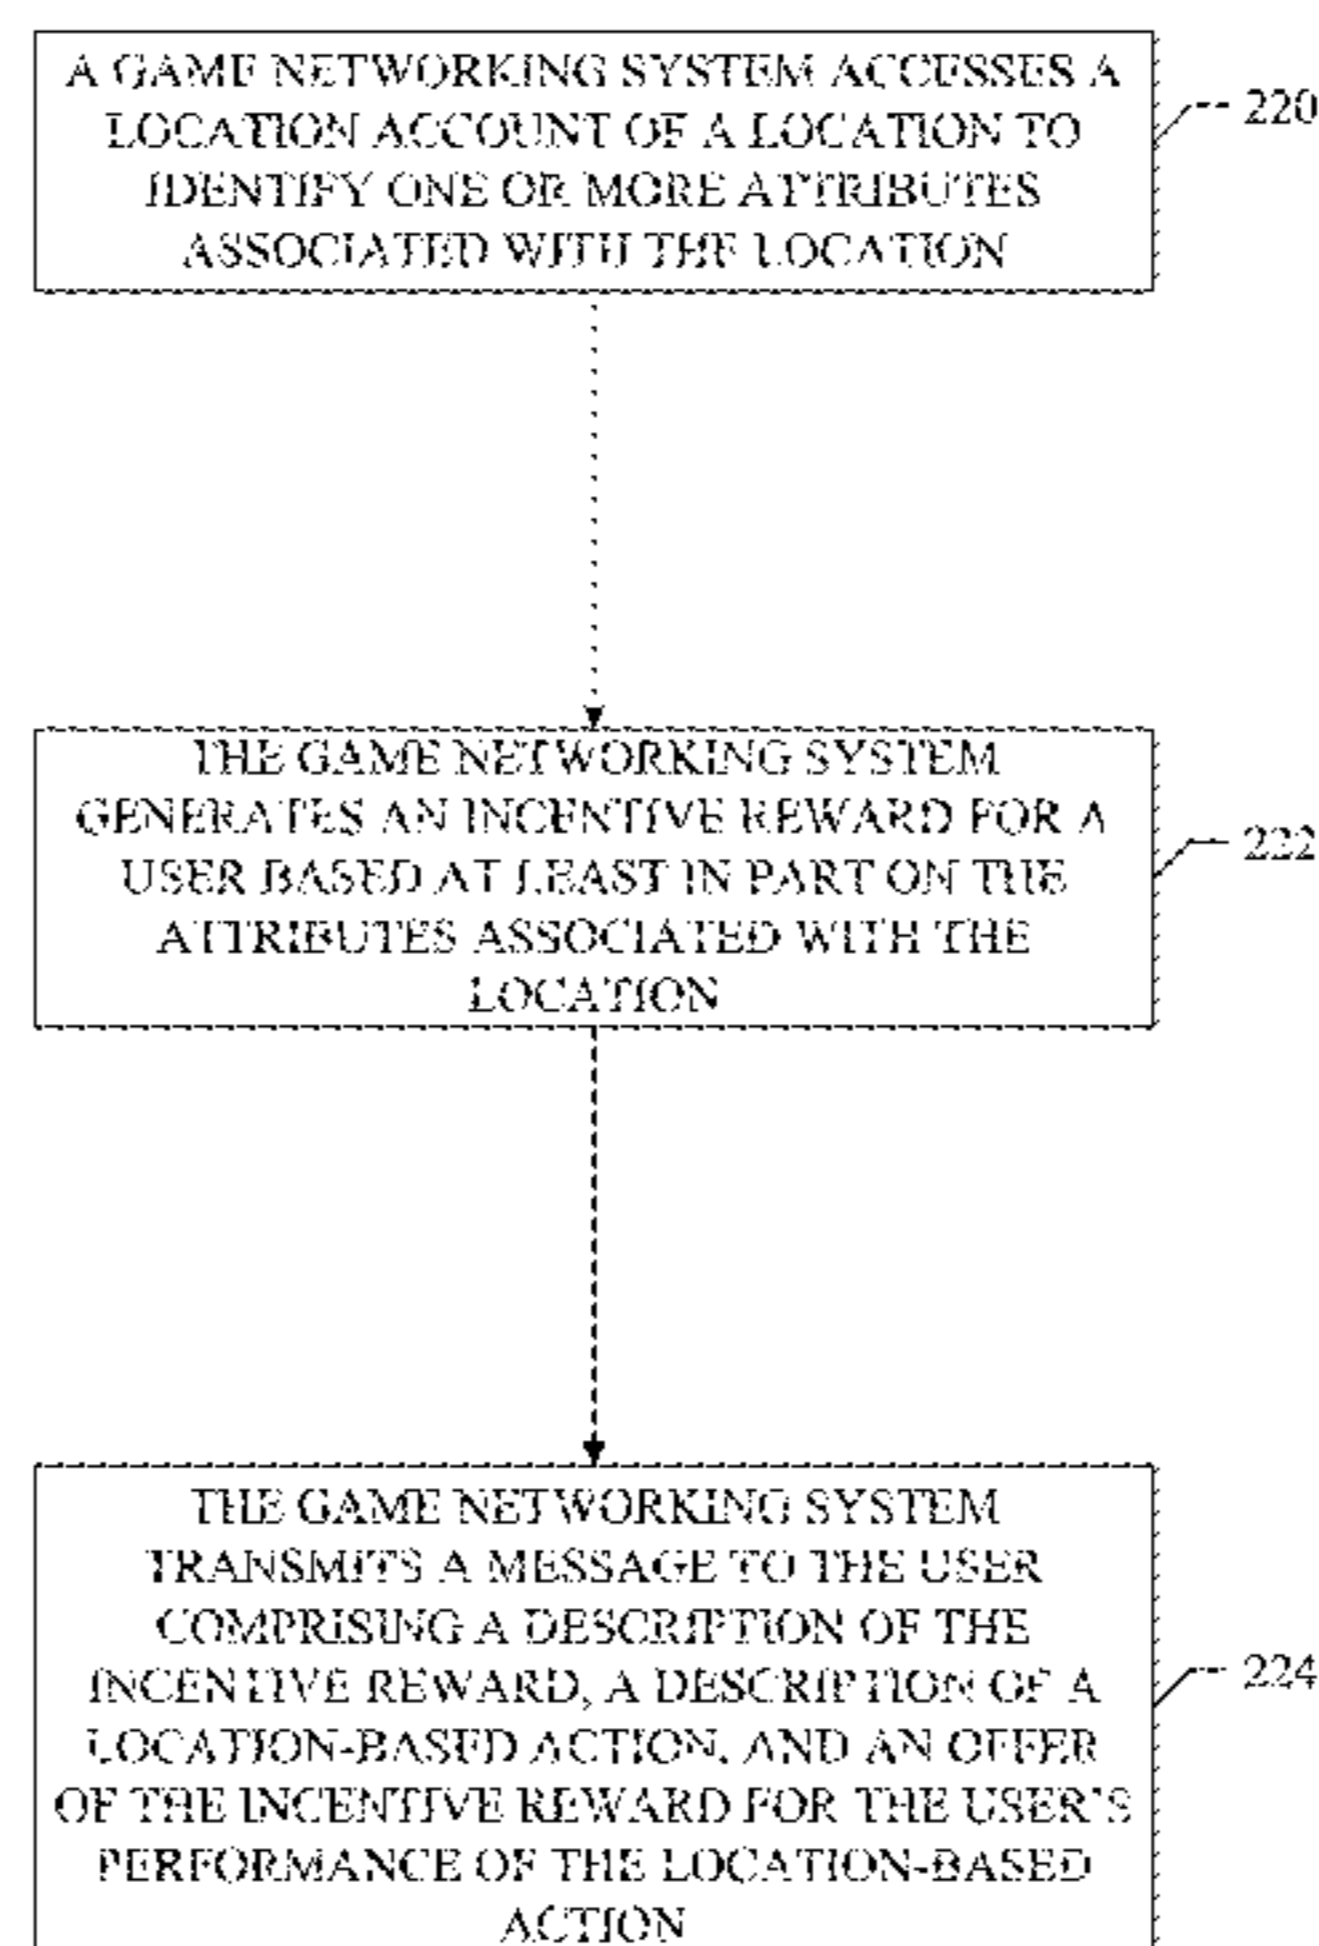 A GAME NETWORKING SYSTEM ACCESSES A
LOCATION ACCOUNT OF A LOCATION TO
IDENTIFY ONE OR MORE ATTRIBUTES
ASSOCIATED WITH THE LOCATION
220
THE GAME NETWORKING SYSTEM
GENERATES AN INCENTIVE REWARD FOR A
USER BASED AT LEAST IN PART ON THE
ATTRIBUTES ASSOCIATED WITH THE
LOCATION
222
THE GAME NETWORKING SYSTEM
TRANSMITS A MESSAGE TO THE USER
COMPRISING A DESCRIPTION OF THE
INCENTIVE REWARD, A DESCRIPTION OF A
LOCATION-BASED ACTION, AND AN OFFER
OF THE INCENTIVE REWARD FOR THE USER'S
PERFORMANCE OF THE LOCATION-BASED
ACTION
224